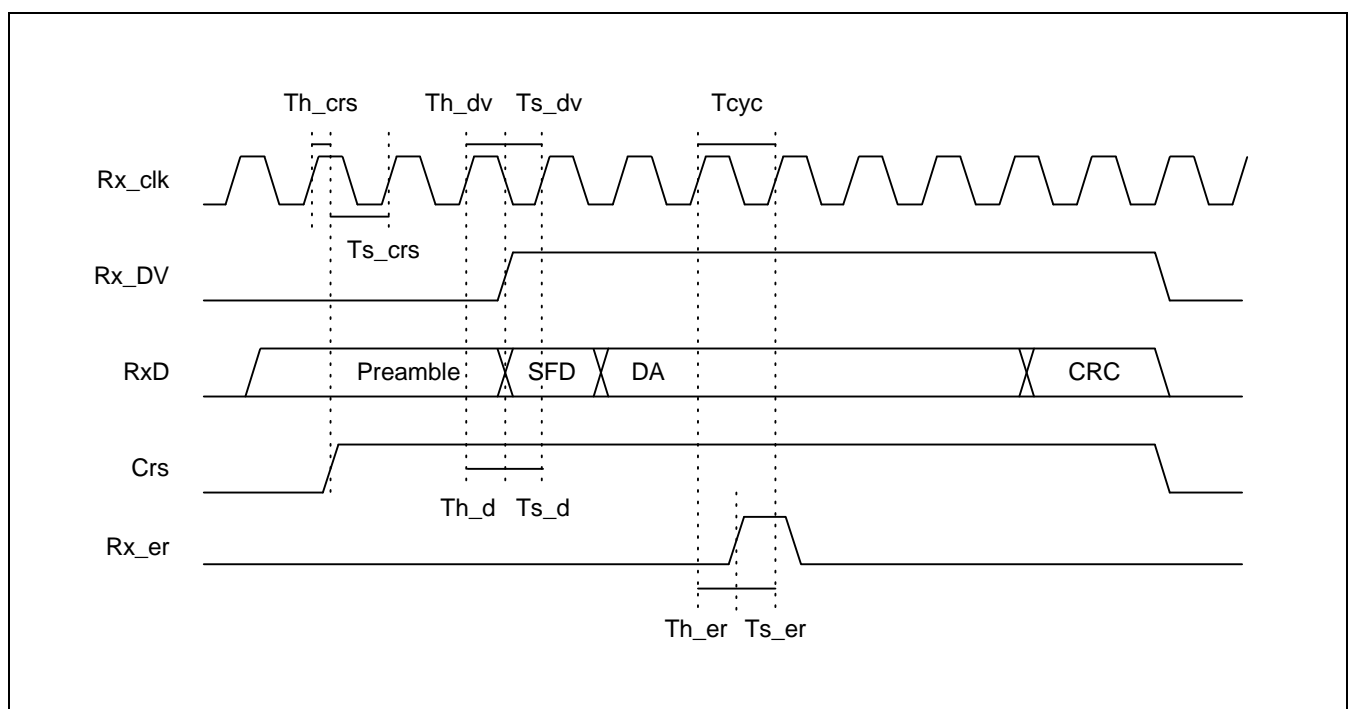 Th_crs Th_dv Ts_dv Tcyc
Rx_clk
Ts_crs
Rx_DV
RxD Preamble SFD DA CRC
Crs
Th_d Ts_d
Rx_er
Th_er Ts_er